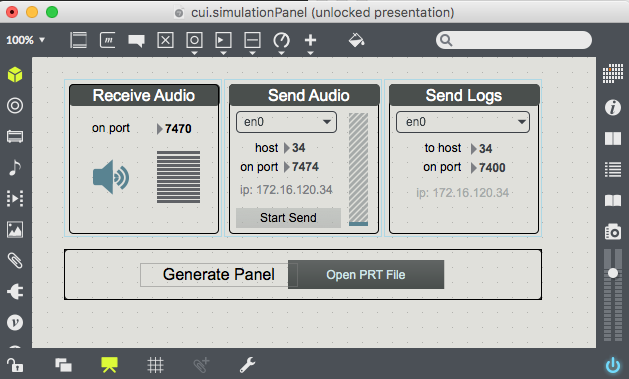 cui.simulationPanel (unlocked presentation)
100%
Receive Audio
on port 7470
Send Audio
en0
host 34
on port 7474
ip: 172.16.120.34
Start Send
Send Logs
en0
to host 34
on port 7400
ip: 172.16.120.34
Generate Panel
Open PRT File